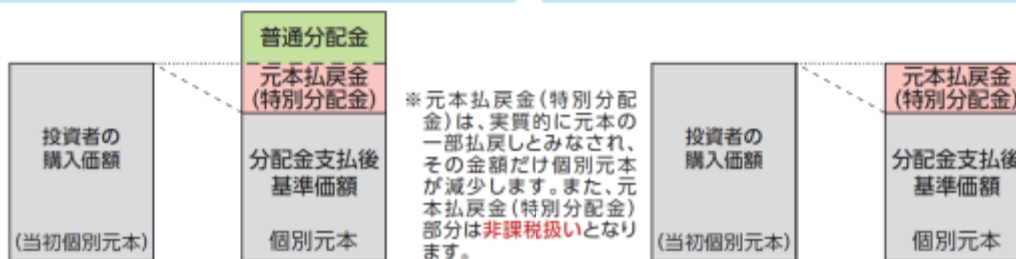 普通分配金
元本払戻金
(特別分配金)
投資者の
購入価額
分配金支払後
基準価額
(当初個別元本)
個別元本
※元本払戻金(特別分配
金)は、実質的に元本の
一部払戻しとみなされ、
その金額だけ個別元本
が減少します。また、元
本払戻金(特別分配金)
部分は非課税扱いとなり
ます。
元本払戻金
(特別分配金)
投資者の
購入価額
分配金支払後
基準価額
(当初個別元本)
個別元本